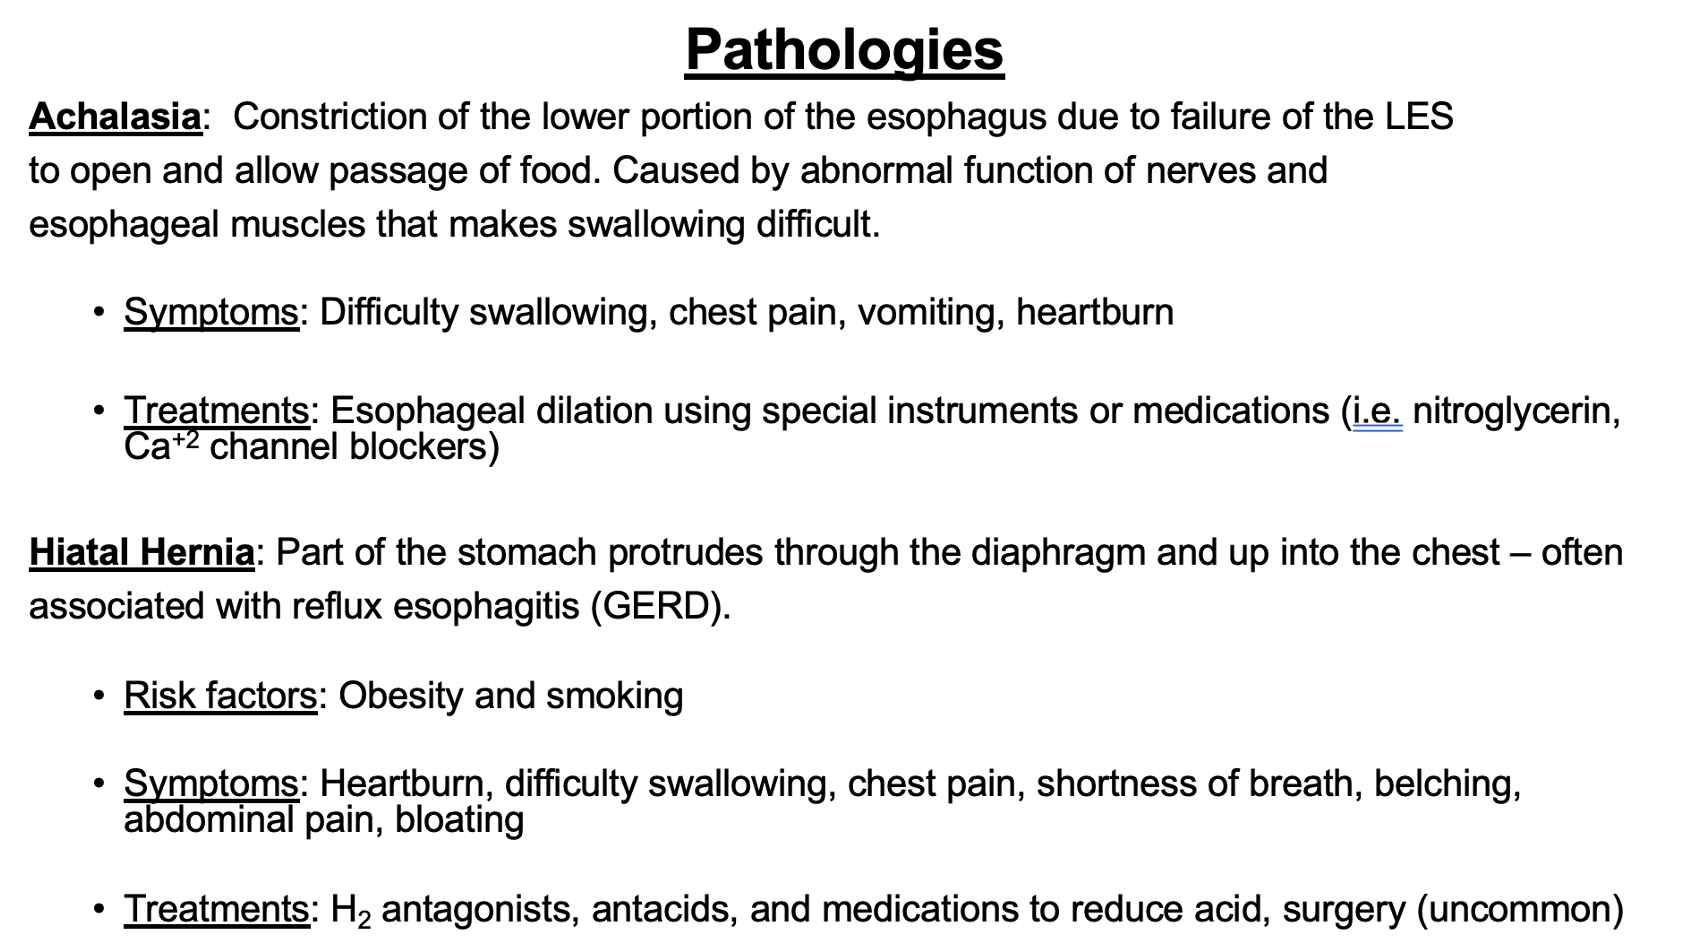 Pathologies
Achalasia:  Constriction of the lower portion of the esophagus due to failure of the LES
to open and allow passage of food. Caused by abnormal function of nerves and
esophageal muscles that makes swallowing difficult.
• Symptoms: Difficulty swallowing, chest pain, vomiting, heartburn
• Treatments: Esophageal dilation using special instruments or medications (i.e. nitroglycerin,
Ca⁺² channel blockers)
Hiatal Hernia: Part of the stomach protrudes through the diaphragm and up into the chest – often
associated with reflux esophagitis (GERD).
• Risk factors: Obesity and smoking
• Symptoms: Heartburn, difficulty swallowing, chest pain, shortness of breath, belching,
abdominal pain, bloating
• Treatments: H₂ antagonists, antacids, and medications to reduce acid, surgery (uncommon)